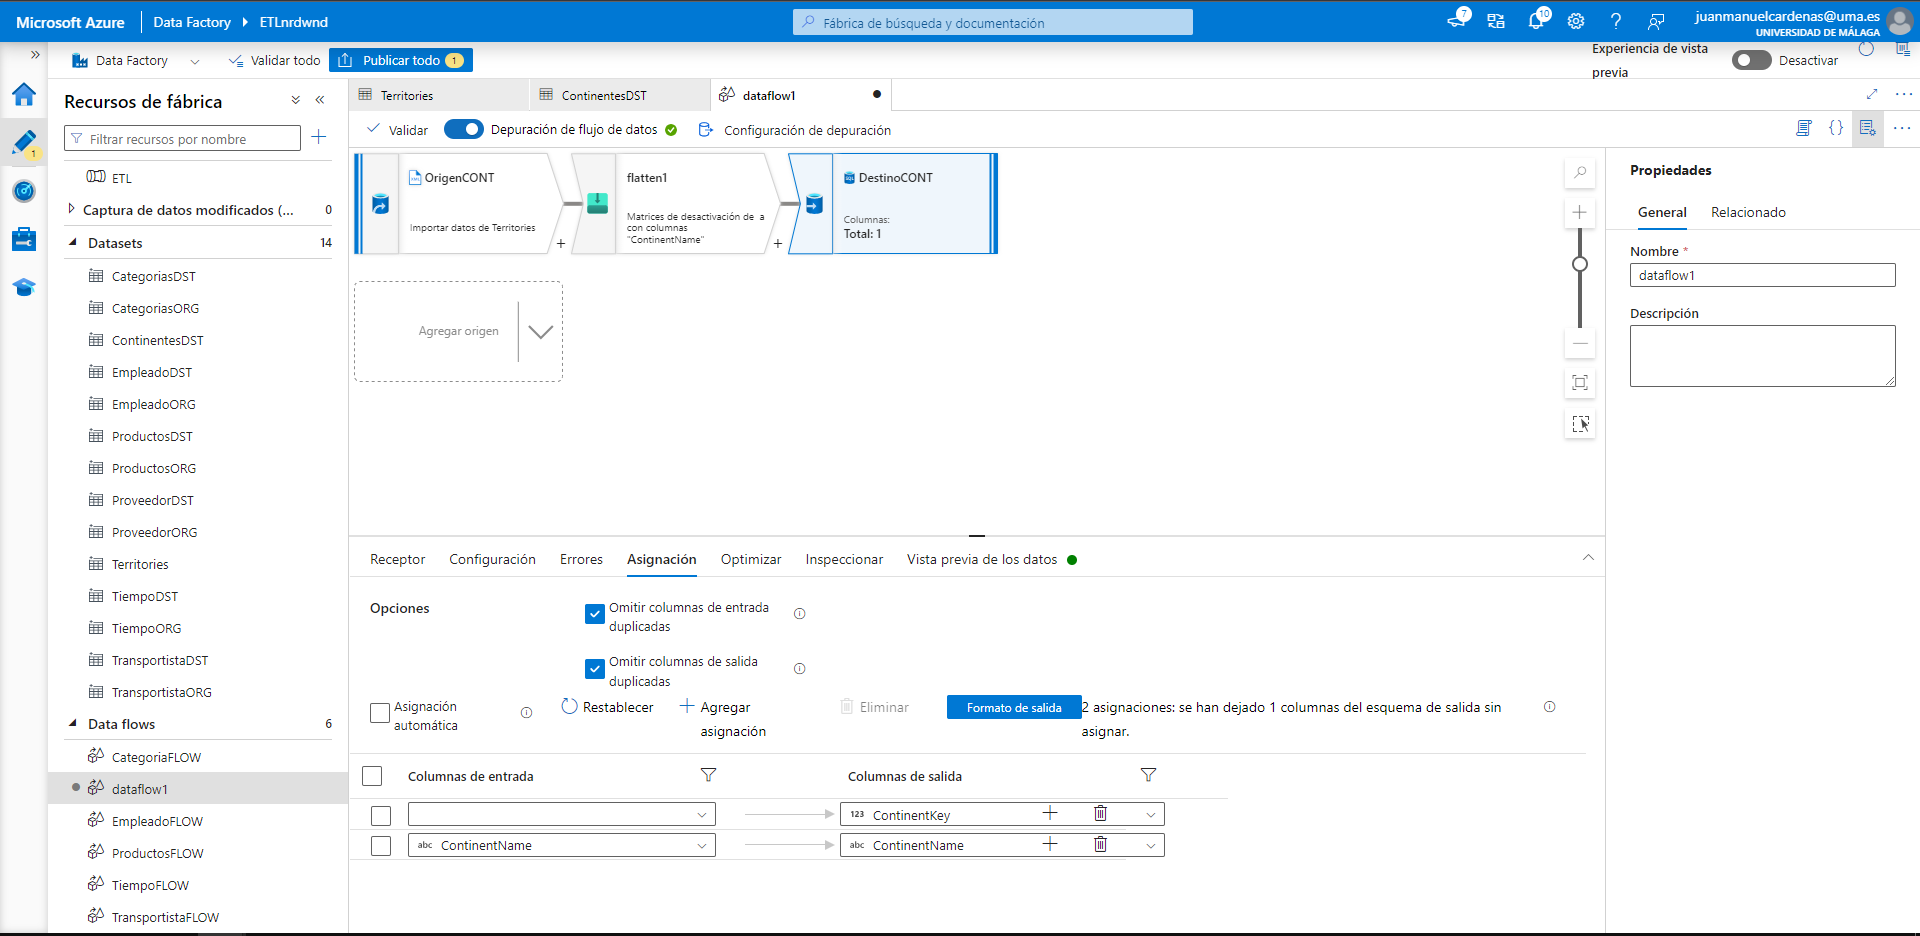 Microsoft Azure
Data Factory
ETLnrdwnd
Fábrica de búsqueda y documentación
7
10
juanmanuelcardenas@uma.es
UNIVERSIDAD DE MÁLAGA
Data Factory
Validar todo
Publicar todo
1
Experiencia de vista
previa
Desactivar
1
Recursos de fábrica
Filtrar recursos por nombre
ETL
Captura de datos modificados (...
0
Datasets
14
CategoriasDST
CategoriasORG
ContinentesDST
EmpleadoDST
EmpleadoORG
ProductosDST
ProductosORG
ProveedorDST
ProveedorORG
Territories
TiempoDST
TiempoORG
TransportistaDST
TransportistaORG
Data flows
6
CategoriaFLOW
dataflow1
EmpleadoFLOW
ProductosFLOW
TiempoFLOW
TransportistaFLOW
Territories
ContinentesDST
dataflow1
Validar
Depuración de flujo de datos
Configuración de depuración
OrigenCONT
Importar datos de Territories
flatten1
Matrices de desactivación de a
con columnas
"ContinentName"
DestinoCONT
Columnas:
Total: 1
Agregar origen
Receptor
Configuración
Errores
Asignación
Optimizar
Inspeccionar
Vista previa de los datos
Opciones
Omitir columnas de entrada
duplicadas
Omitir columnas de salida
duplicadas
Asignación
automática
Restablecer
Agregar
asignación
Eliminar
Formato de salida
2 asignaciones: se han dejado 1 columnas del esquema de salida sin
asignar.
Columnas de entrada
Columnas de salida
123 ContinentKey
abc ContinentName
abc ContinentName
Propiedades
General
Relacionado
Nombre *
dataflow1
Descripción